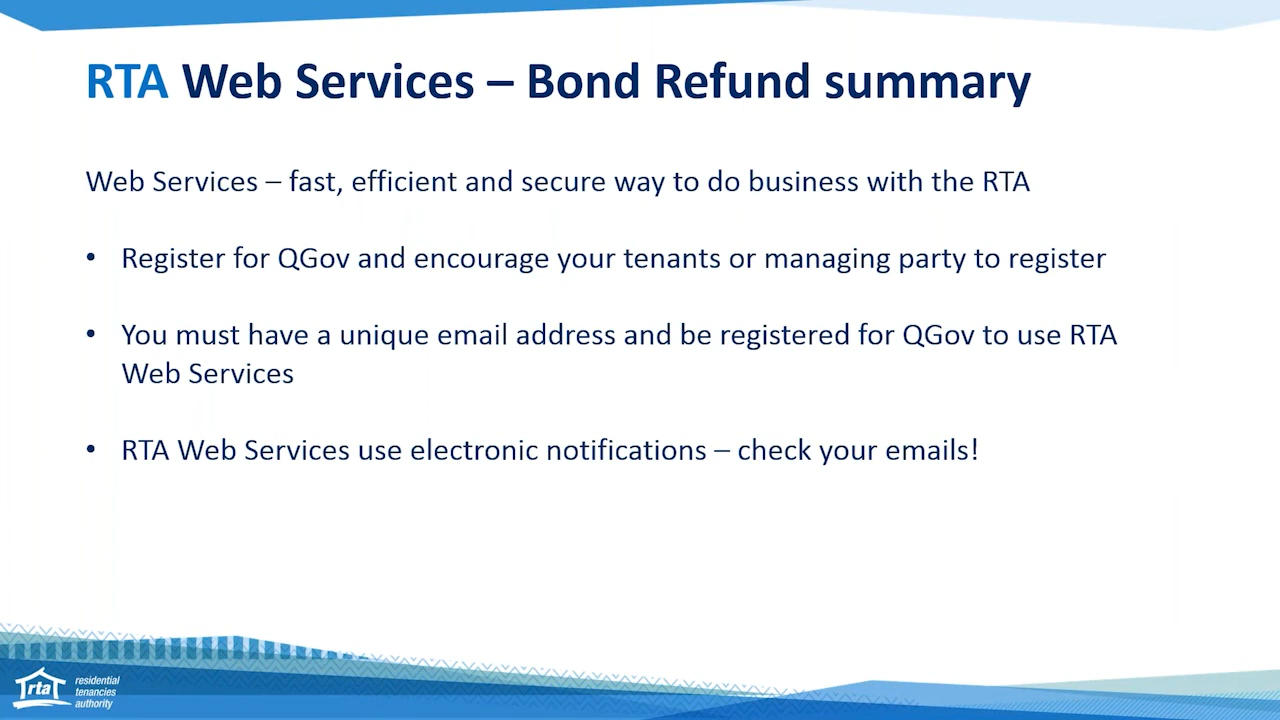 RTA Web Services – Bond Refund summary
Web Services – fast, efficient and secure way to do business with the RTA
• Register for QGov and encourage your tenants or managing party to register
• You must have a unique email address and be registered for QGov to use RTA
Web Services
• RTA Web Services use electronic notifications – check your emails!
rta
residential
tenancies
authority